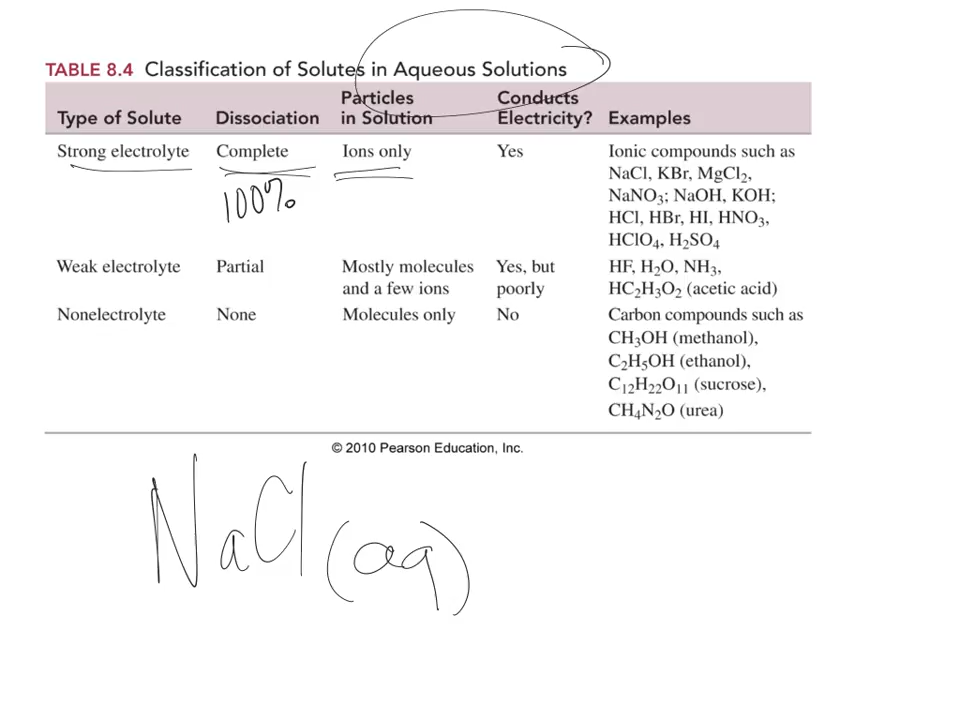 TABLE 8.4 Classification of Solutes in Aqueous Solutions
Type of Solute Dissociation Particles in Solution Conducts Electricity? Examples
Strong electrolyte Complete Ions only Yes Ionic compounds such as
NaCl, KBr, MgCl₂,
100% NaNO₃; NaOH, KOH;
HCl, HBr, HI, HNO₃,
HClO₄, H₂SO₄
Weak electrolyte Partial Mostly molecules Yes, but HF, H₂O, NH₃,
and a few ions poorly HC₂H₃O₂ (acetic acid)
Nonelectrolyte None Molecules only No Carbon compounds such as
CH₃OH (methanol),
C₂H₅OH (ethanol),
C₁₂H₂₂O₁₁ (sucrose),
CH₄N₂O (urea)
© 2010 Pearson Education, Inc.
NaCl (aq)